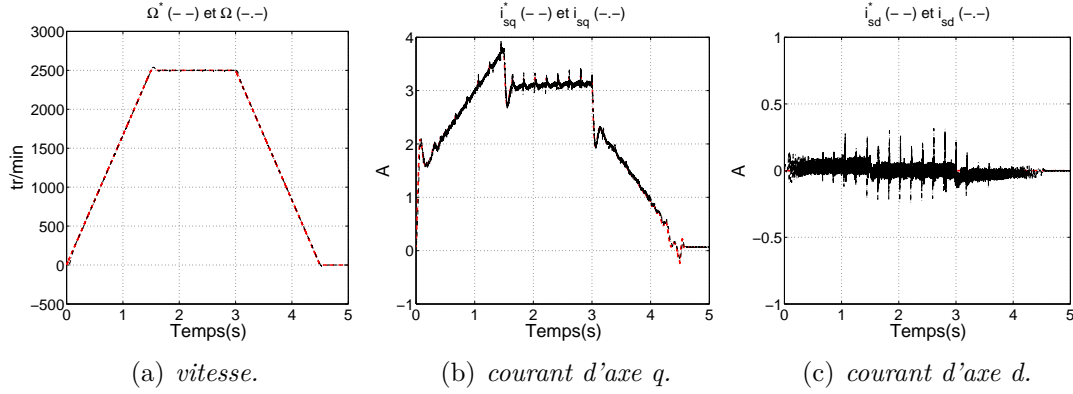 Ω* (– –) et Ω (–.–)
3000
2500
2000
1500
1000
500
0
−500
tr/min
0 1 2 3 4 5
Temps(s)
(a) vitesse.
i*sq (– –) et isq (–.–)
4
3
2
1
0
−1
A
0 1 2 3 4 5
Temps(s)
(b) courant d'axe q.
i*sd (– –) et isd (–.–)
1
0.5
0
−0.5
−1
A
0 1 2 3 4 5
Temps(s)
(c) courant d'axe d.